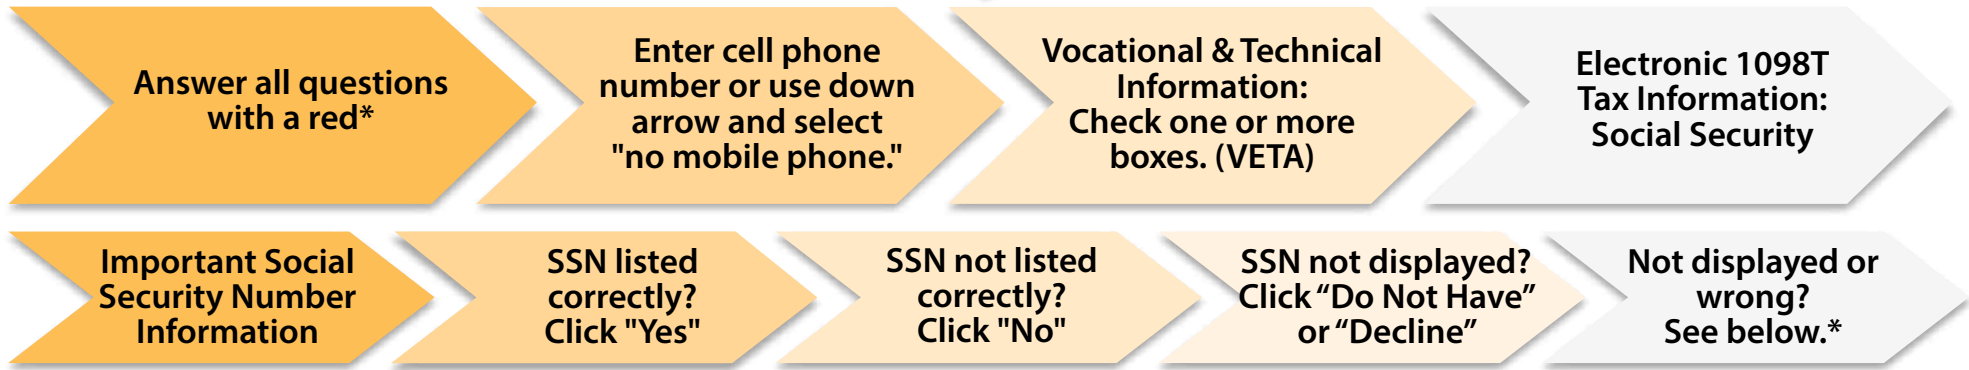 Answer all questions
with a red*
Enter cell phone
number or use down
arrow and select
"no mobile phone."
Vocational & Technical
Information:
Check one or more
boxes. (VETA)
Electronic 1098T
Tax Information:
Social Security
Important Social
Security Number
Information
SSN listed
correctly?
Click "Yes"
SSN not listed
correctly?
Click "No"
SSN not displayed?
Click “Do Not Have”
or “Decline”
Not displayed or
wrong?
See below.*